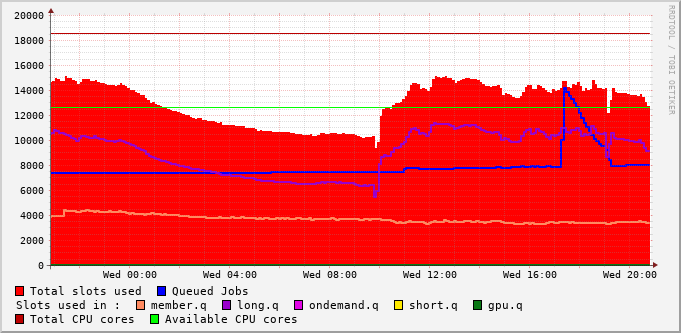 20000
18000
16000
14000
12000
10000
8000
6000
4000
2000
0
Wed 00:00 Wed 04:00 Wed 08:00 Wed 12:00 Wed 16:00 Wed 20:00
Total slots used Queued Jobs
Slots used in : member.q long.q ondemand.q short.q gpu.q
Total CPU cores Available CPU cores
RRDTOOL / TOBI OETIKER